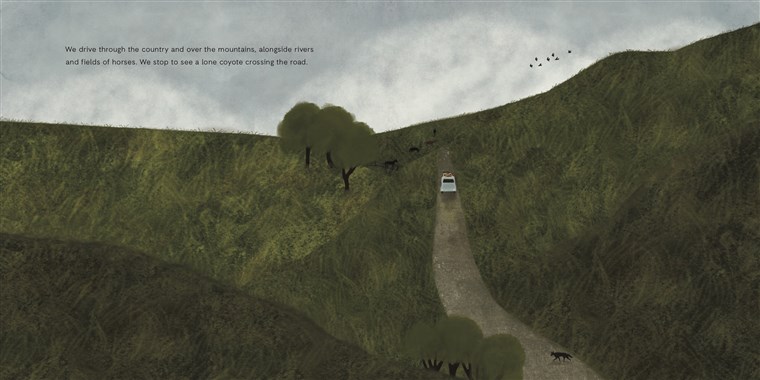 We drive through the country and over the mountains, alongside rivers
and fields of horses. We stop to see a lone coyote crossing the road.